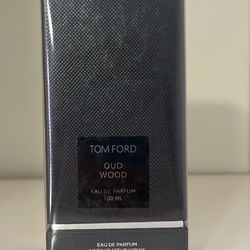 TOM FORD
OUD
WOOD
EAU DE PARFUM
100 ML
EAU DE PARFUM